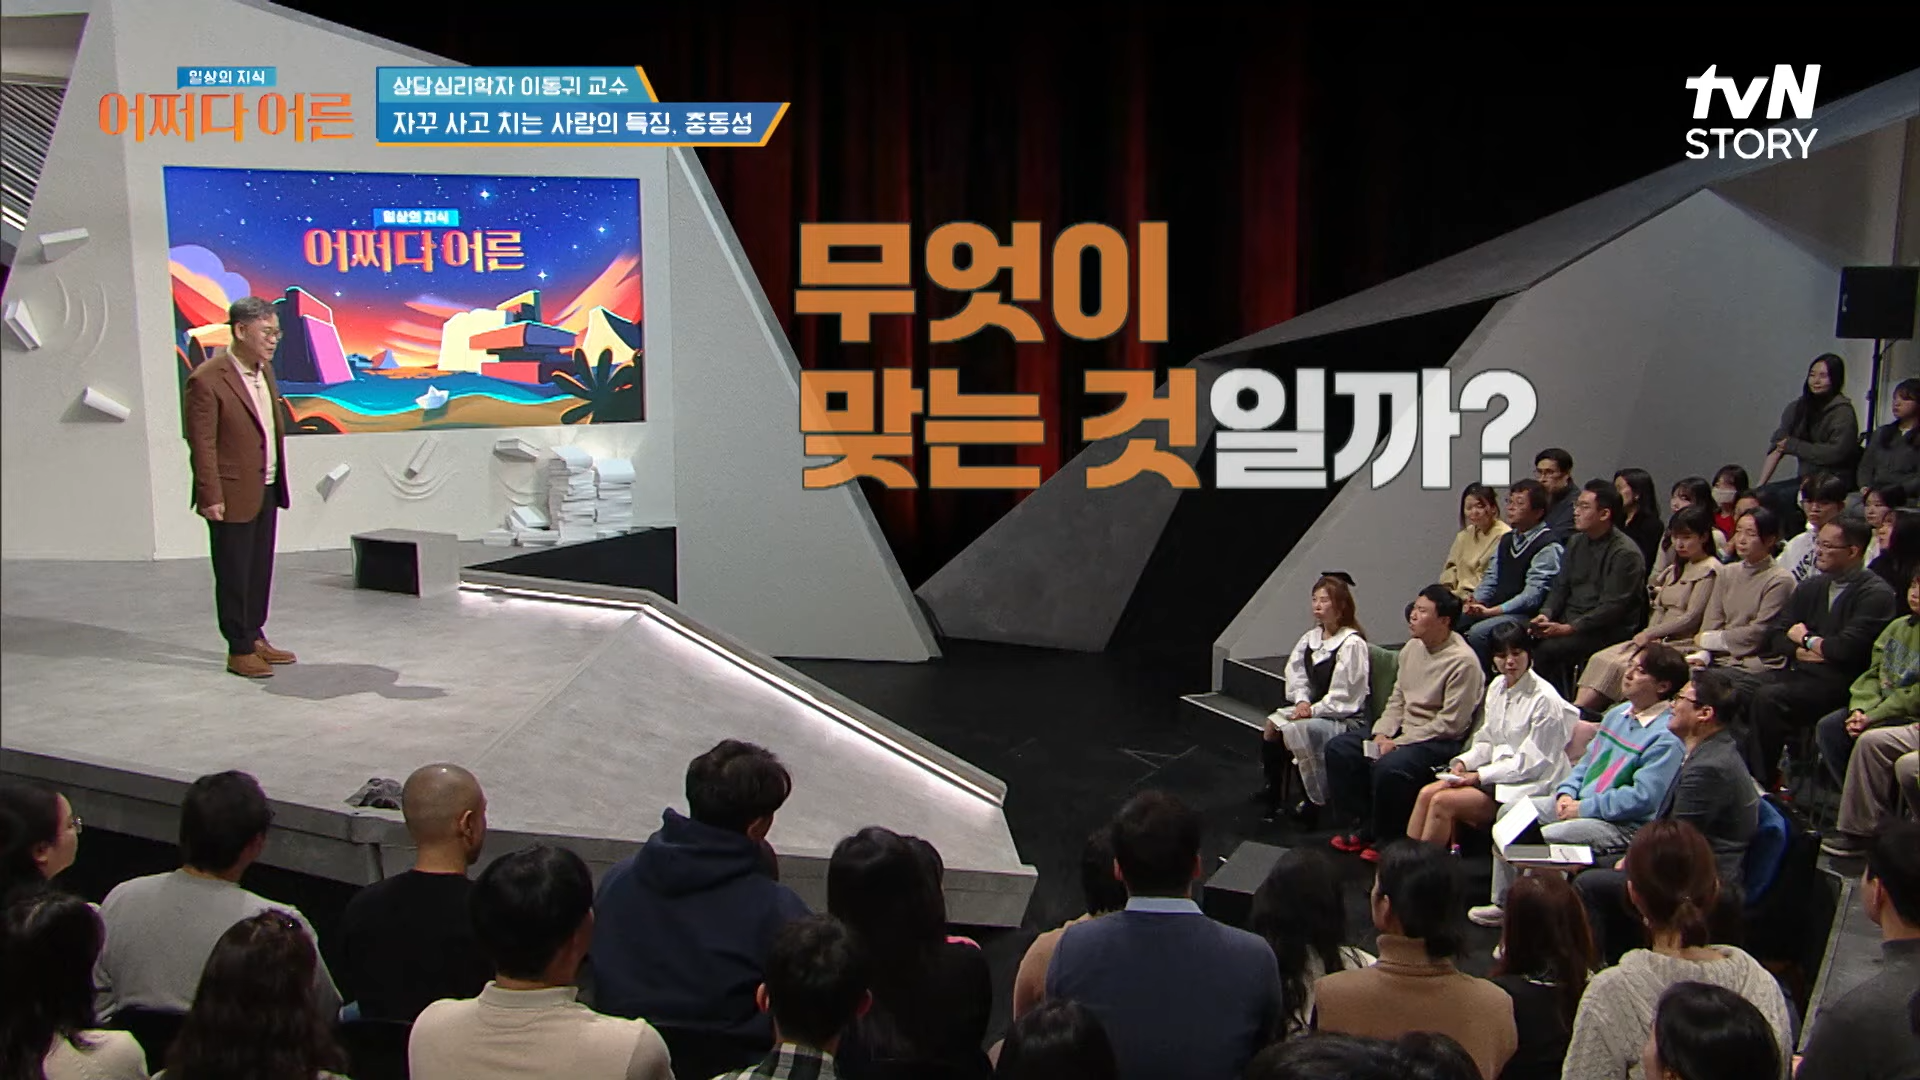 일상의 지식
어쩌다 어른
상담심리학자 이동귀 교수
자꾸 사고 치는 사람의 특징, 충동성
tvN
STORY
일상의 지식
어쩌다 어른
무엇이
맞는 것일까?